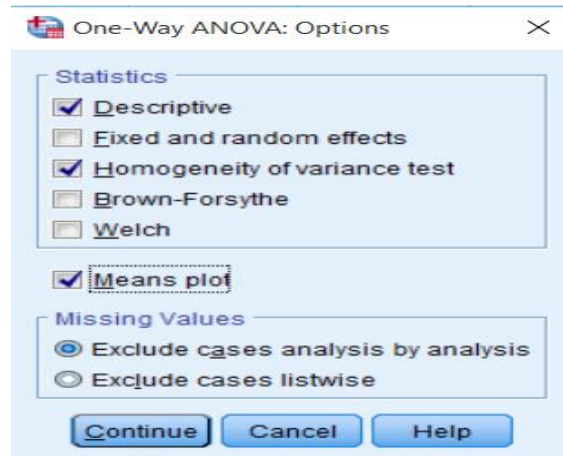 One-Way ANOVA: Options
Statistics
Descriptive
Fixed and random effects
Homogeneity of variance test
Brown-Forsythe
Welch
Means plot
Missing Values
Exclude cases analysis by analysis
Exclude cases listwise
Continue Cancel Help